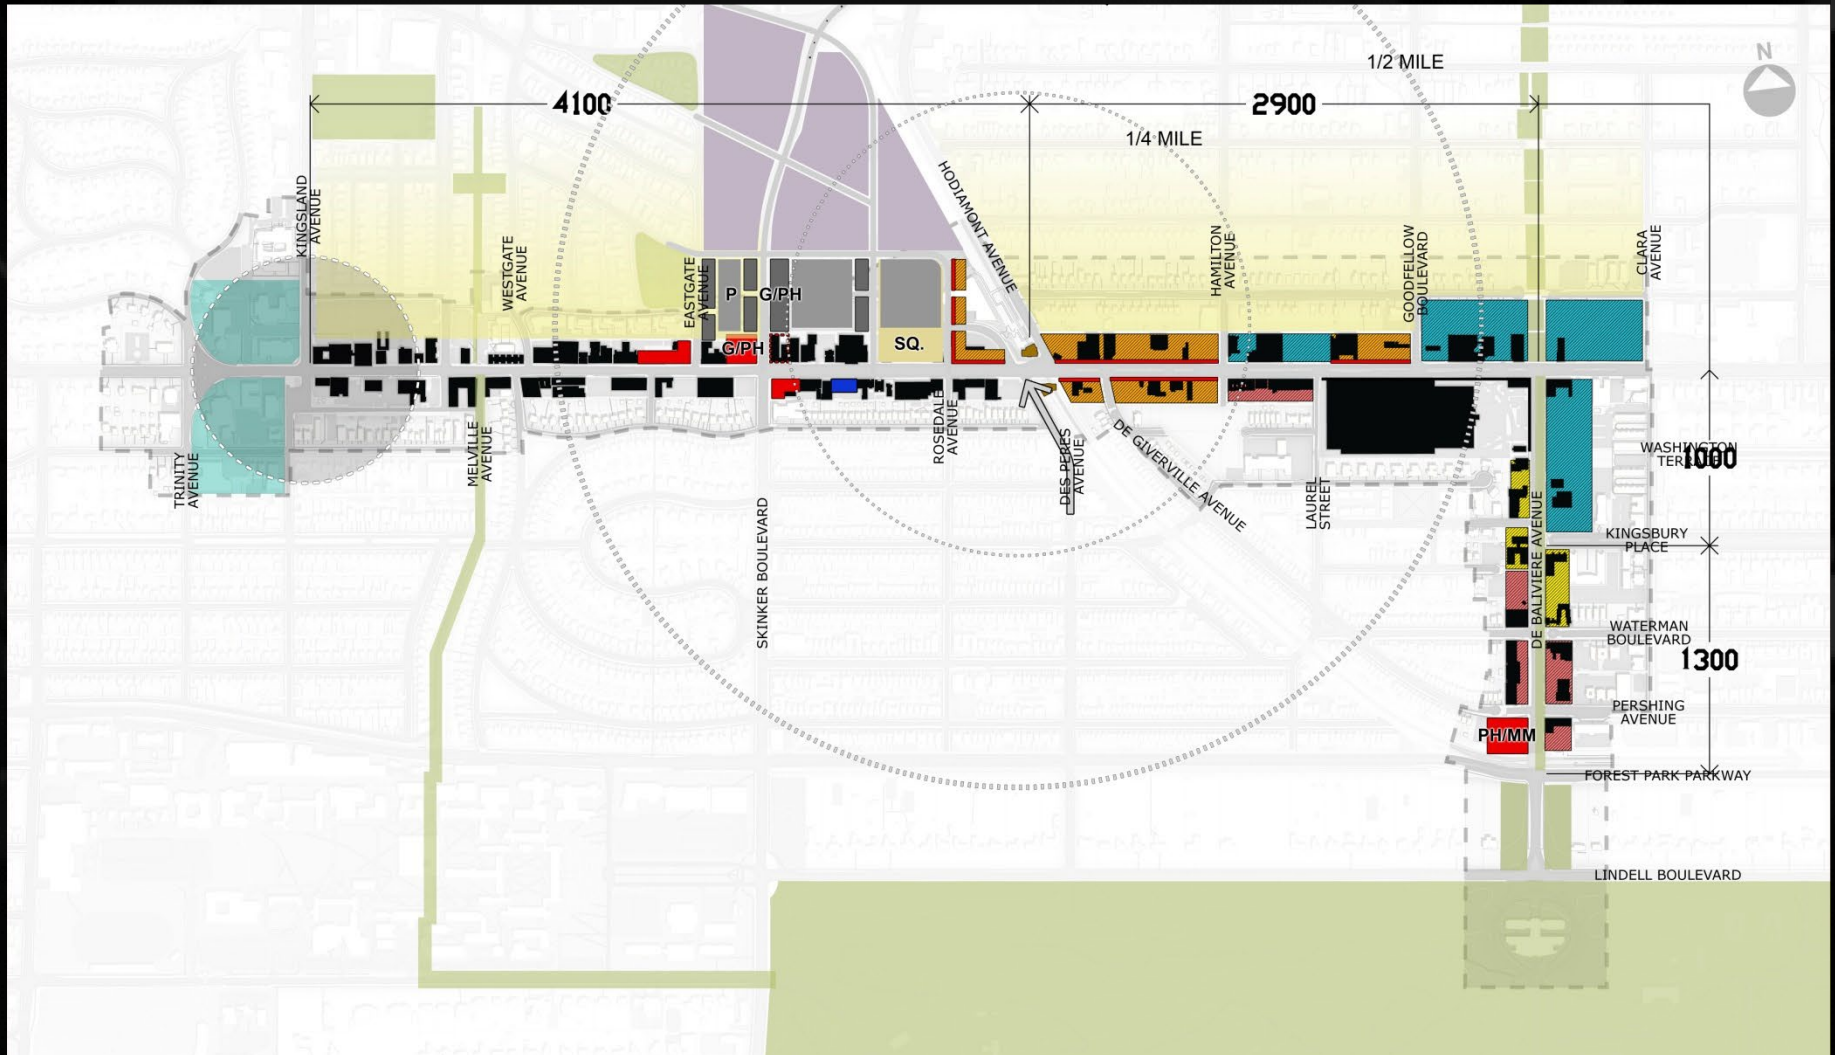 N
1/2 MILE
4100
2900
1/4 MILE
KINGSLAND
AVENUE
HODIAMONT AVENUE
WESTGATE
AVENUE
EASTGATE
AVENUE
HAMILTON
AVENUE
GOODFELLOW
BOULEVARD
CLARA
AVENUE
P
G/PH
G/PH
SQ.
TRINITY
AVENUE
MELVILLE
AVENUE
ROSEDALE
AVENUE
DES PERES
AVENUE
DE GIVERVILLE AVENUE
LAUREL
STREET
WASHINGTON
TERRACE
1000
SKINKER BOULEVARD
DE BALIVIERE AVENUE
KINGSBURY
PLACE
WATERMAN
BOULEVARD
1300
PERSHING
AVENUE
PH/MM
FOREST PARK PARKWAY
LINDELL BOULEVARD